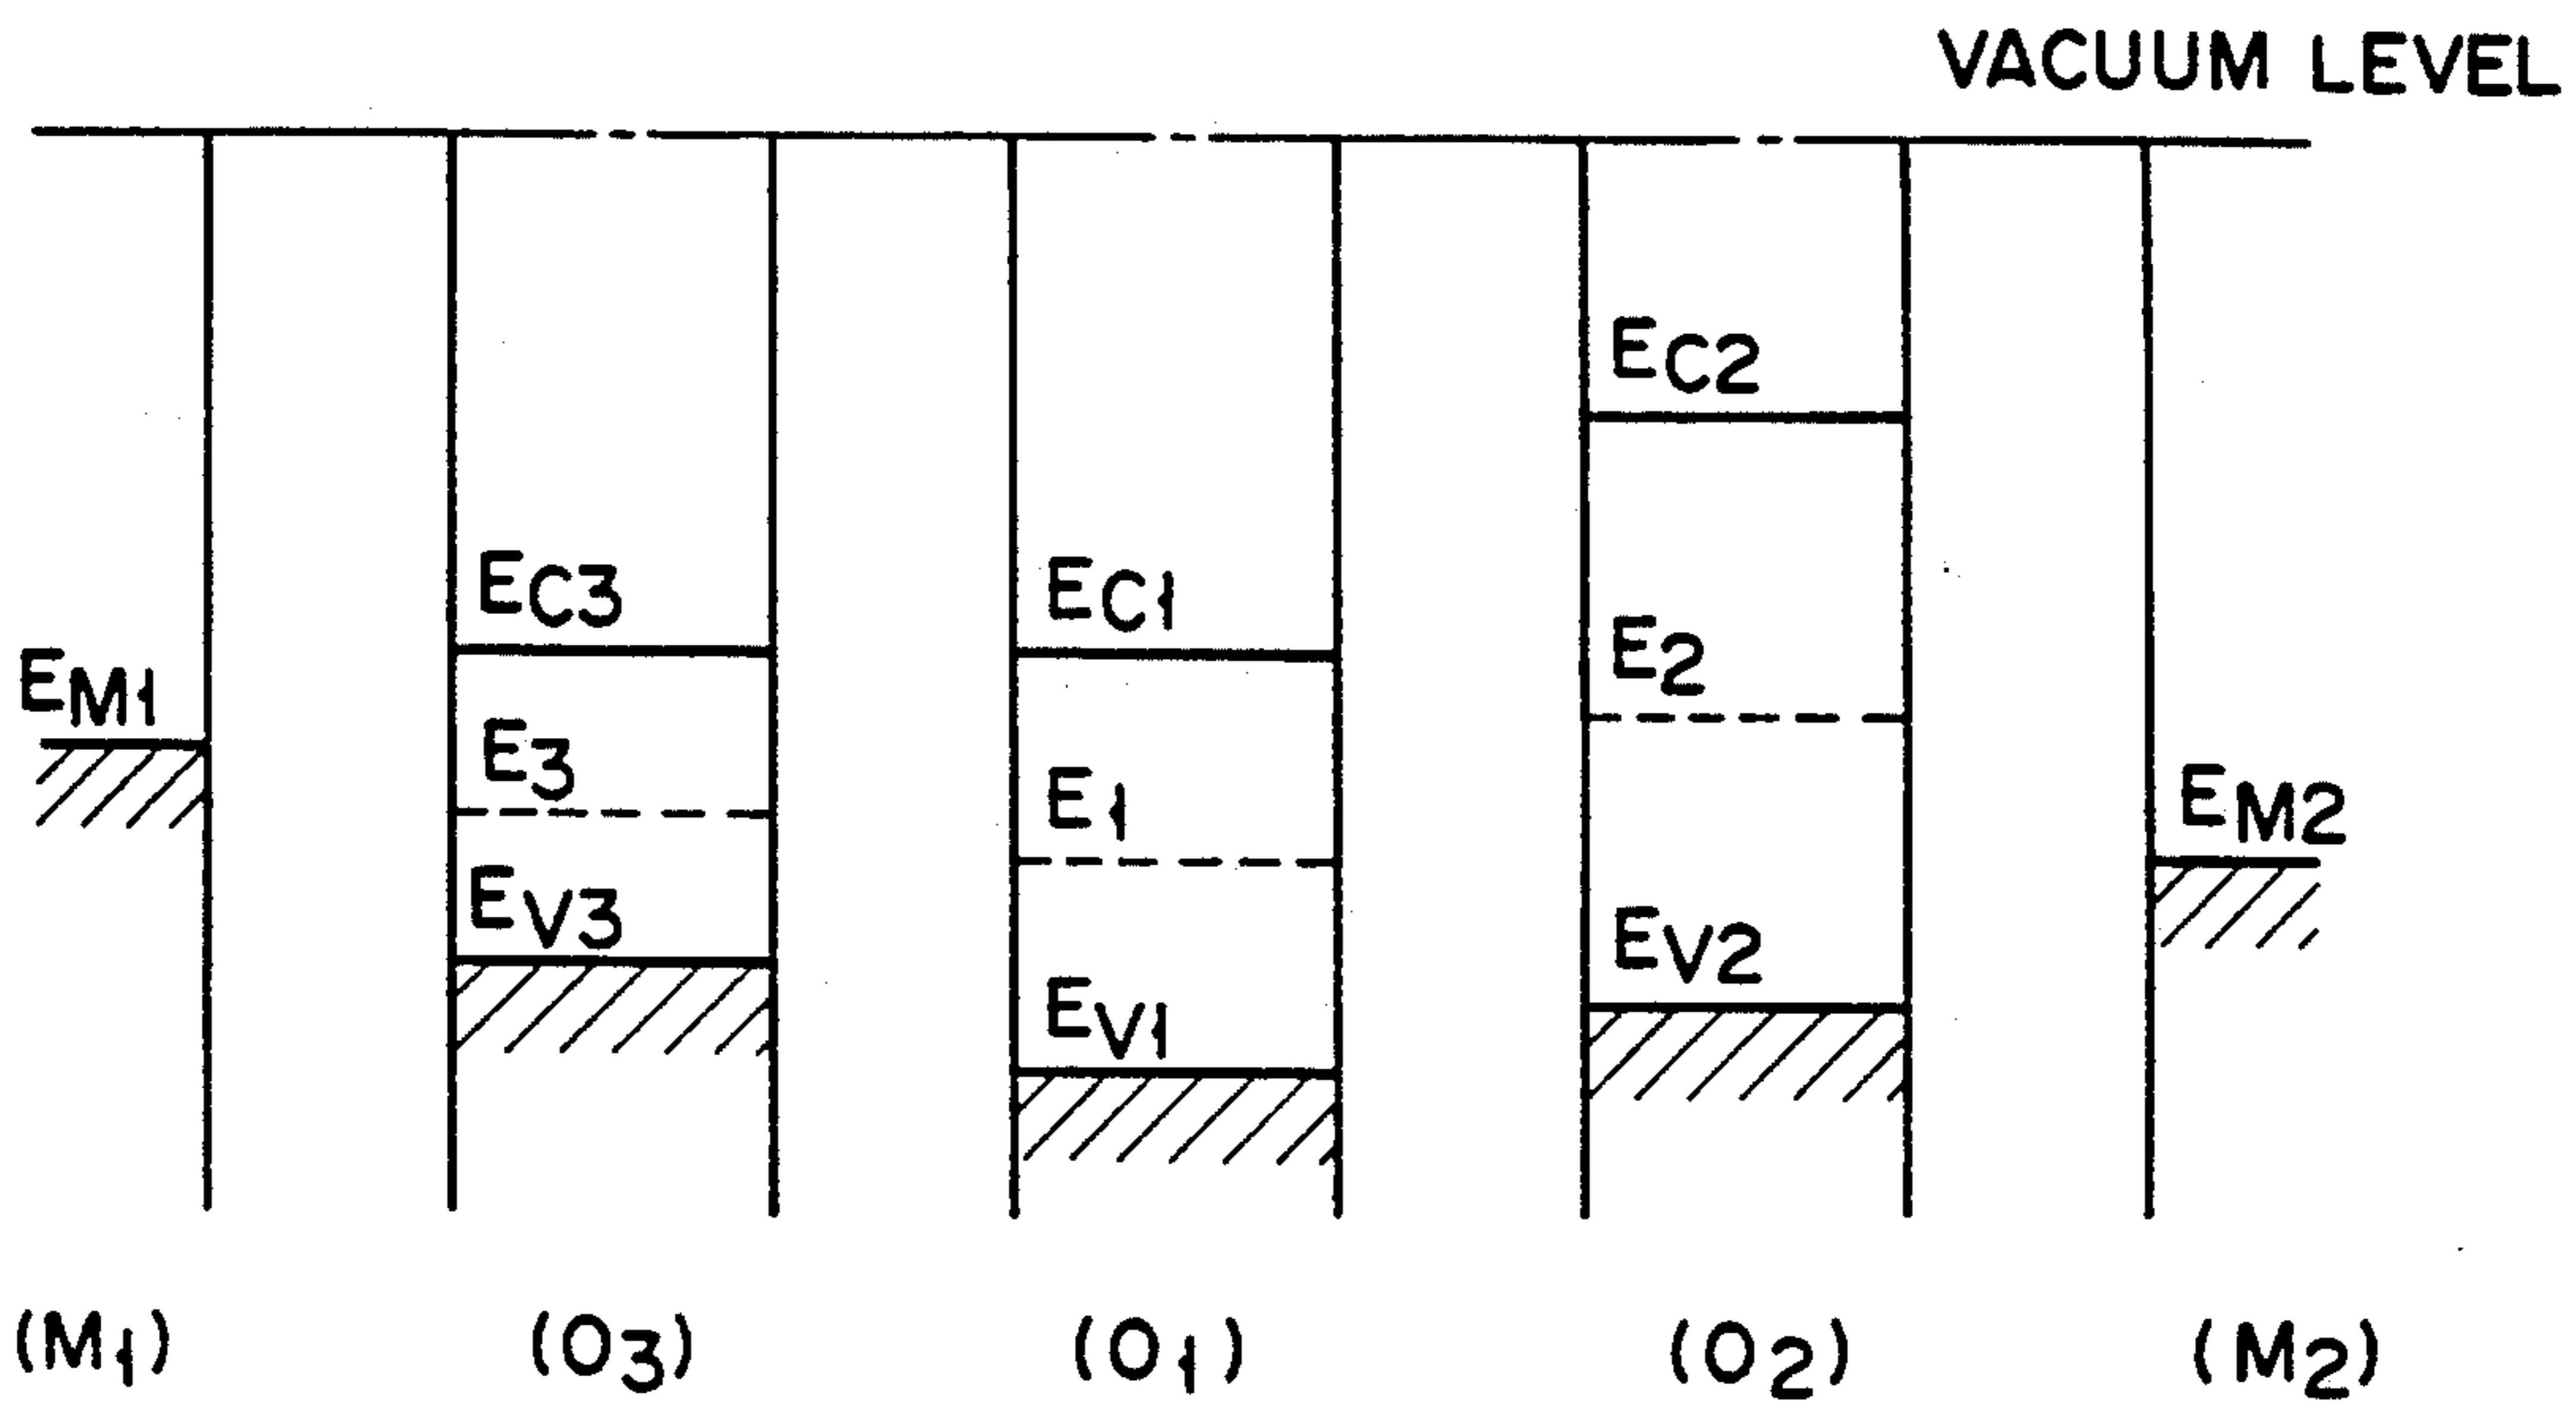 VACUUM LEVEL
EC2
EC3
EC1
E2
EM1
E3
E1
EM2
EV3
EV2
EV1
(M1) (O3) (O1) (O2) (M2)